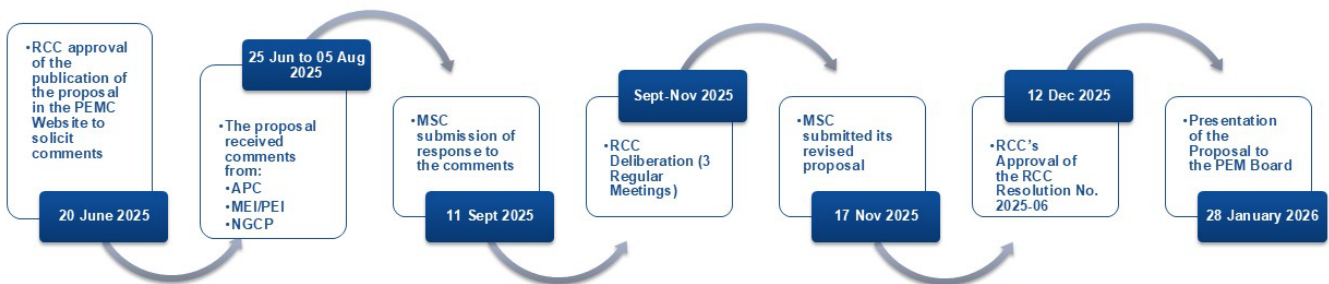 •RCC approval
of the
publication of
the proposal
in the PEMC
Website to
solicit
comments
20 June 2025
25 Jun to 05 Aug
2025
•The proposal
received
comments
from:
•APC
•MEI/PEI
•NGCP
•MSC
submission of
response to
the comments
11 Sept 2025
Sept-Nov 2025
•RCC
Deliberation (3
Regular
Meetings)
•MSC
submitted its
revised
proposal
17 Nov 2025
12 Dec 2025
•RCC's
Approval of
the RCC
Resolution No.
2025-06
•Presentation
of the
Proposal to
the PEM Board
28 January 2026